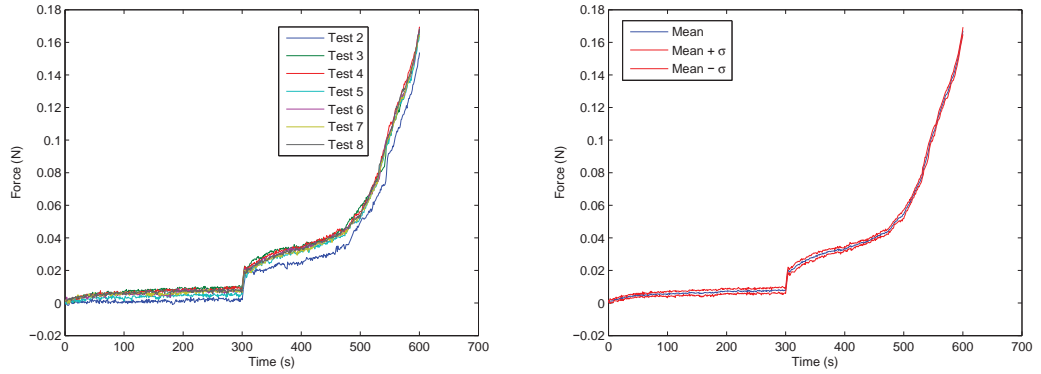 0.18
0.16
0.14
0.12
0.1
0.08
0.06
0.04
0.02
0
−0.02
0
100
200
300
400
500
600
700
Force (N)
Time (s)
Test 2
Test 3
Test 4
Test 5
Test 6
Test 7
Test 8
0.18
0.16
0.14
0.12
0.1
0.08
0.06
0.04
0.02
0
−0.02
0
100
200
300
400
500
600
700
Force (N)
Time (s)
Mean
Mean + σ
Mean − σ